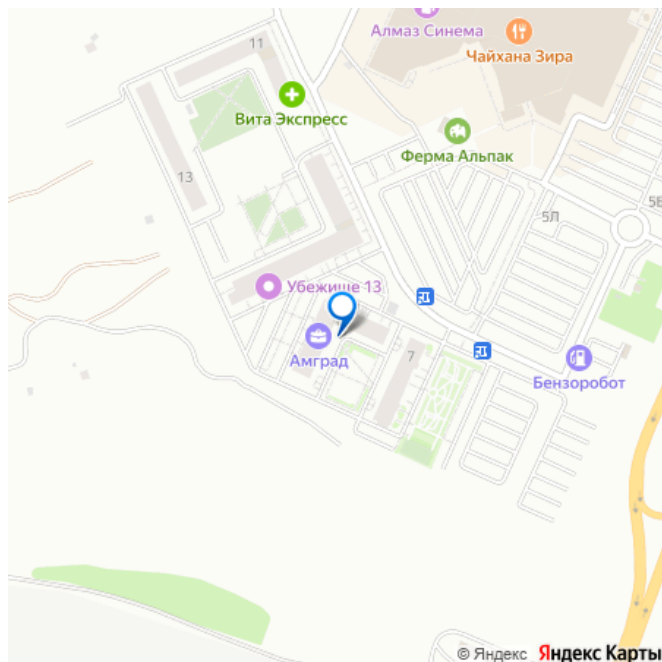 Алмаз Синема
11
Чайхана Зира
Вита Экспресс
Ферма Альпак
13
5Л
Убежище 13
Амград
7
Бензоробот
© Яндекс Яндекс Карты